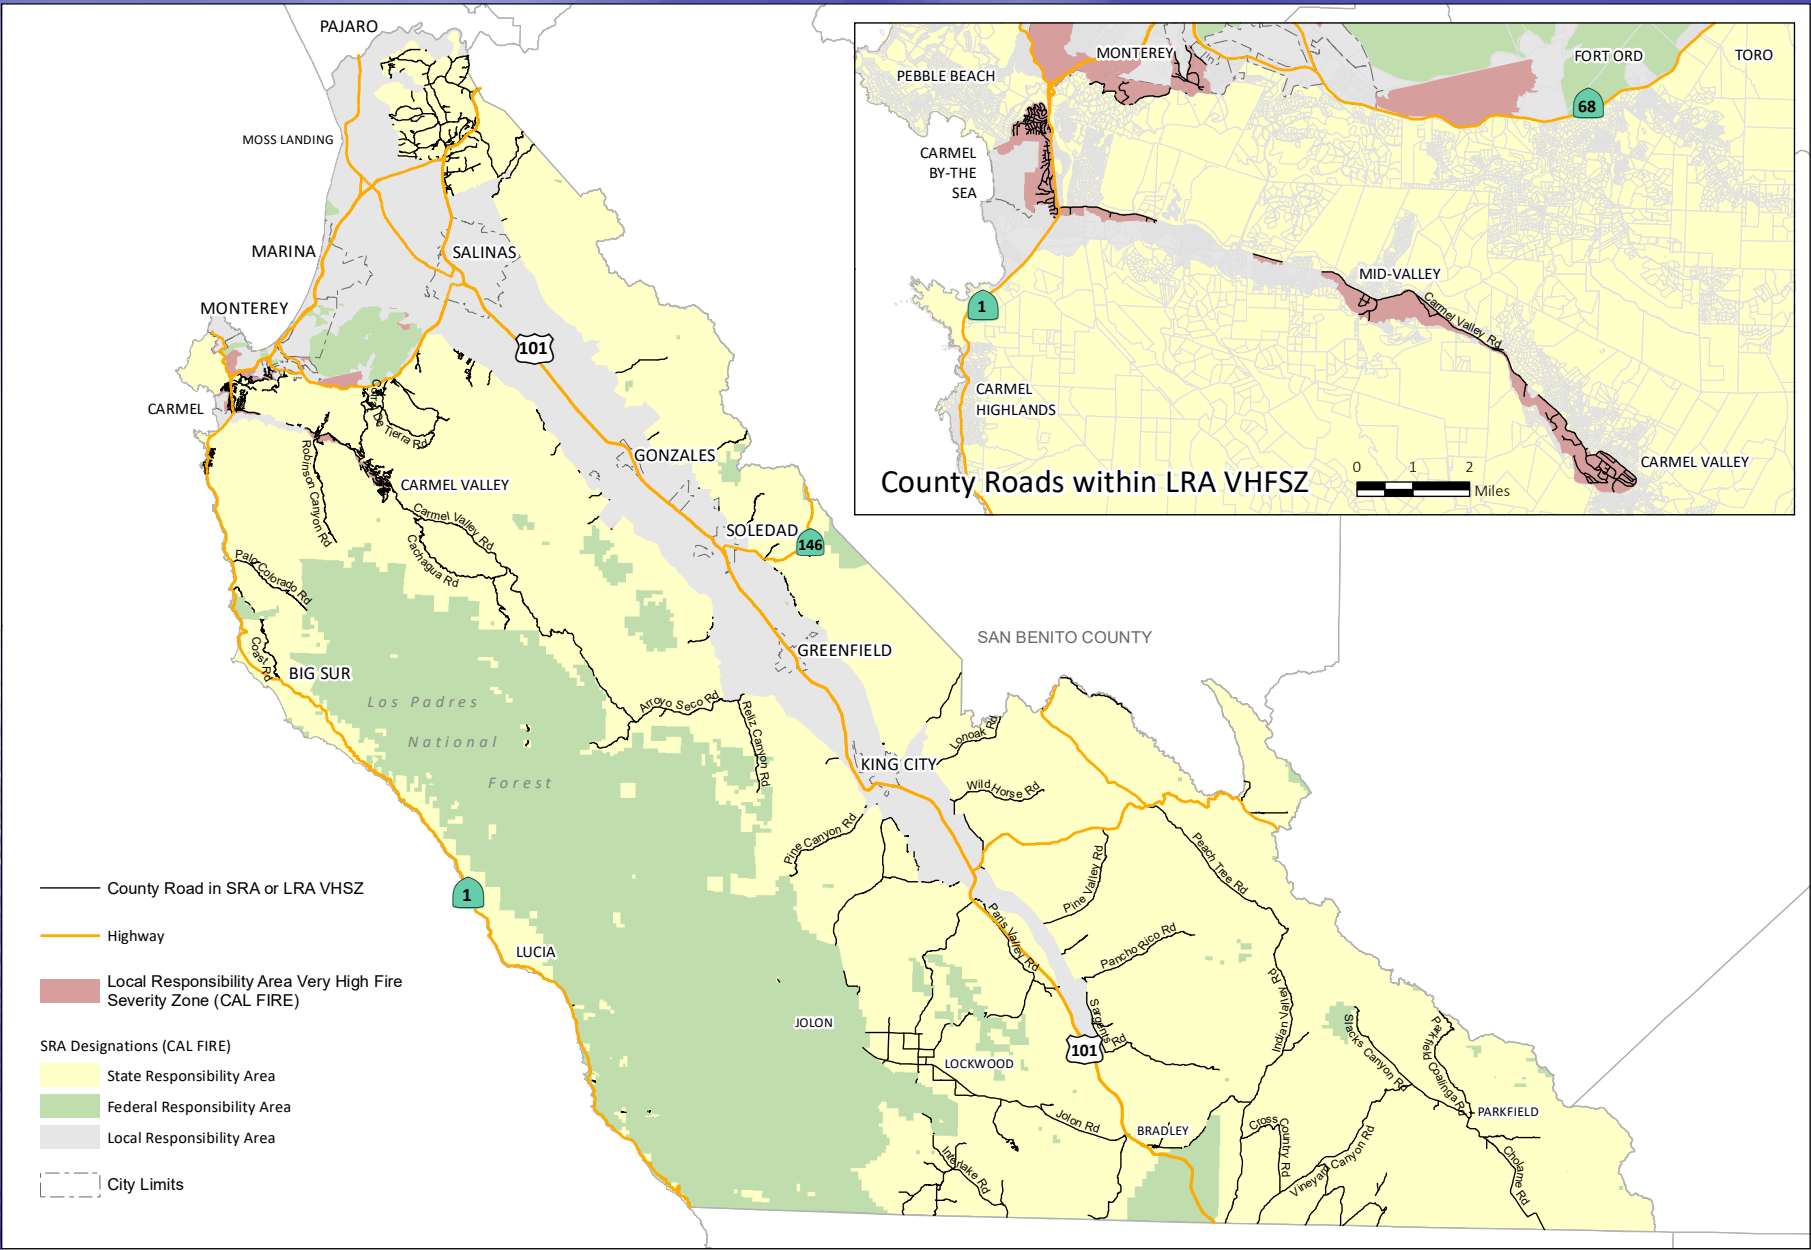 PAJARO
MOSS LANDING
MARINA
SALINAS
MONTEREY
101
CARMEL
Corral De Tierra Rd
Robinson Canyon Rd
GONZALES
CARMEL VALLEY
Carmel Valley Rd
Cachagua Rd
SOLEDAD
146
Palo Colorado Rd
Coast Rd
BIG SUR
GREENFIELD
SAN BENITO COUNTY
Los Padres
National
Forest
Arroyo Seco Rd
Reliz Canyon Rd
Lonoak Rd
KING CITY
Wild Horse Rd
Pine Canyon Rd
Pine Valley Rd
Peach Tree Rd
1
LUCIA
Paris Valley Rd
Pancho Rico Rd
Indian Valley Rd
Sargents Rd
JOLON
101
LOCKWOOD
Slacks Canyon Rd
Parkfield Coalinga Rd
PARKFIELD
Jolon Rd
BRADLEY
Cross Country Rd
Vineyard Canyon Rd
Cholame Rd
Interlake Rd
MONTEREY
PEBBLE BEACH
FORT ORD
TORO
68
CARMEL
BY-THE
SEA
MID-VALLEY
Carmel Valley Rd
1
CARMEL
HIGHLANDS
CARMEL VALLEY
County Roads within LRA VHFSZ
0 1 2
Miles
County Road in SRA or LRA VHSZ
Highway
Local Responsibility Area Very High Fire
Severity Zone (CAL FIRE)
SRA Designations (CAL FIRE)
State Responsibility Area
Federal Responsibility Area
Local Responsibility Area
City Limits